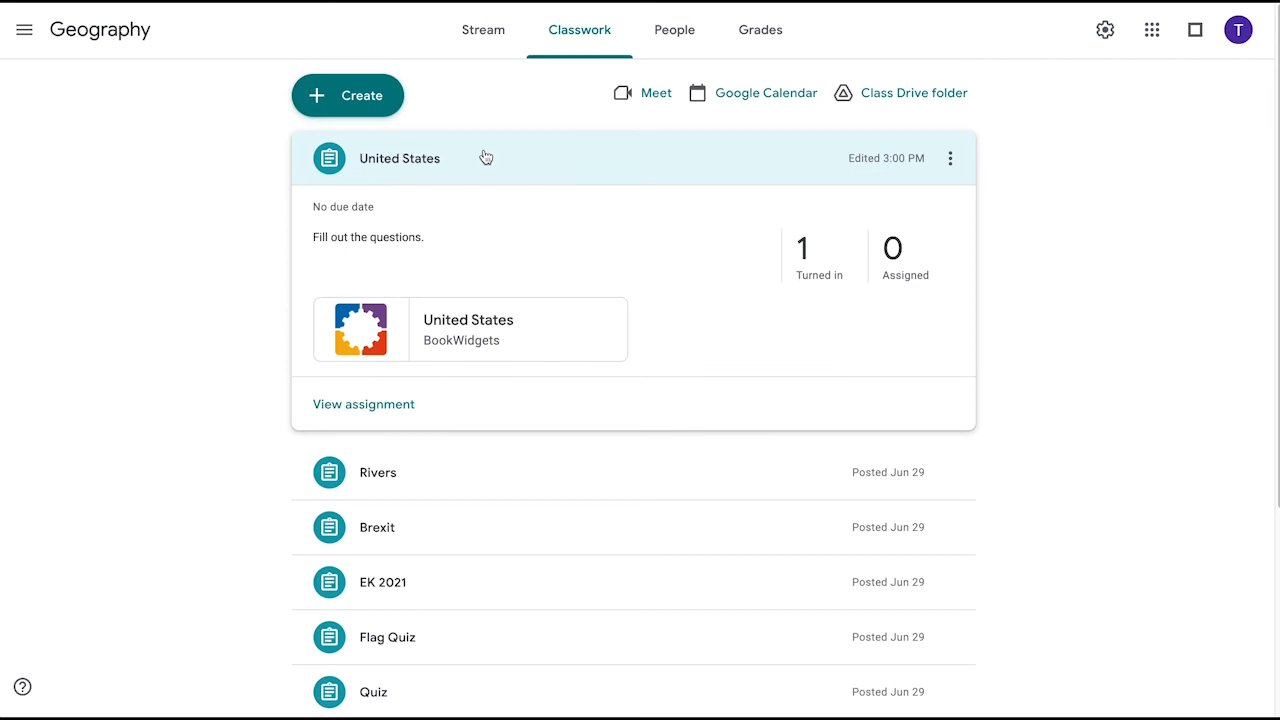 Geography
Stream Classwork People Grades
T
Create
Meet Google Calendar Class Drive folder
United States Edited 3:00 PM
No due date
Fill out the questions.
1 0
Turned in Assigned
United States
BookWidgets
View assignment
Rivers Posted Jun 29
Brexit Posted Jun 29
EK 2021 Posted Jun 29
Flag Quiz Posted Jun 29
Quiz Posted Jun 29